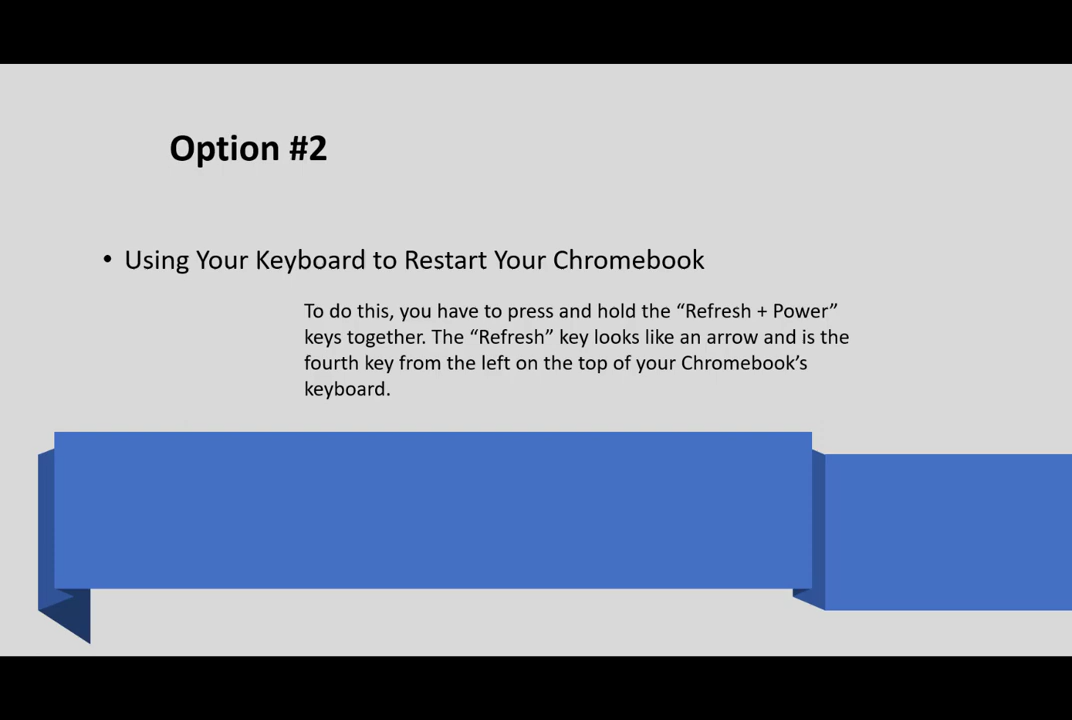 Option #2
• Using Your Keyboard to Restart Your Chromebook
To do this, you have to press and hold the “Refresh + Power”
keys together. The “Refresh” key looks like an arrow and is the
fourth key from the left on the top of your Chromebook’s
keyboard.